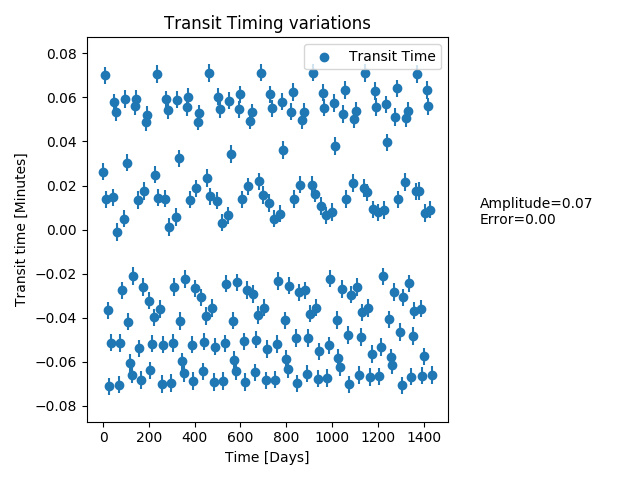 Transit Timing variations
Transit Time
0.08
0.06
0.04
0.02
0.00
−0.02
−0.04
−0.06
−0.08
Transit time [Minutes]
0 200 400 600 800 1000 1200 1400
Time [Days]
Amplitude=0.07
Error=0.00